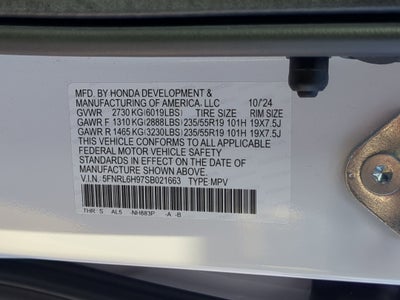 MFD. BY HONDA DEVELOPMENT &
MANUFACTURING OF AMERICA, LLC 10/'24
GVWR 2730 KG(6019LBS) TIRE SIZE RIM SIZE
GAWR F 1310 KG(2888LBS) 235/55R19 101H 19X7.5J
GAWR R 1465 KG(3230LBS) 235/55R19 101H 19X7.5J
THIS VEHICLE CONFORMS TO ALL APPLICABLE
FEDERAL MOTOR VEHICLE SAFETY
STANDARDS IN EFFECT ON THE DATE OF
MANUFACTURE SHOWN ABOVE.
V.I.N. 5FNRL6H97SB021663 TYPE MPV
THR S AL5 -NH883P -A -B